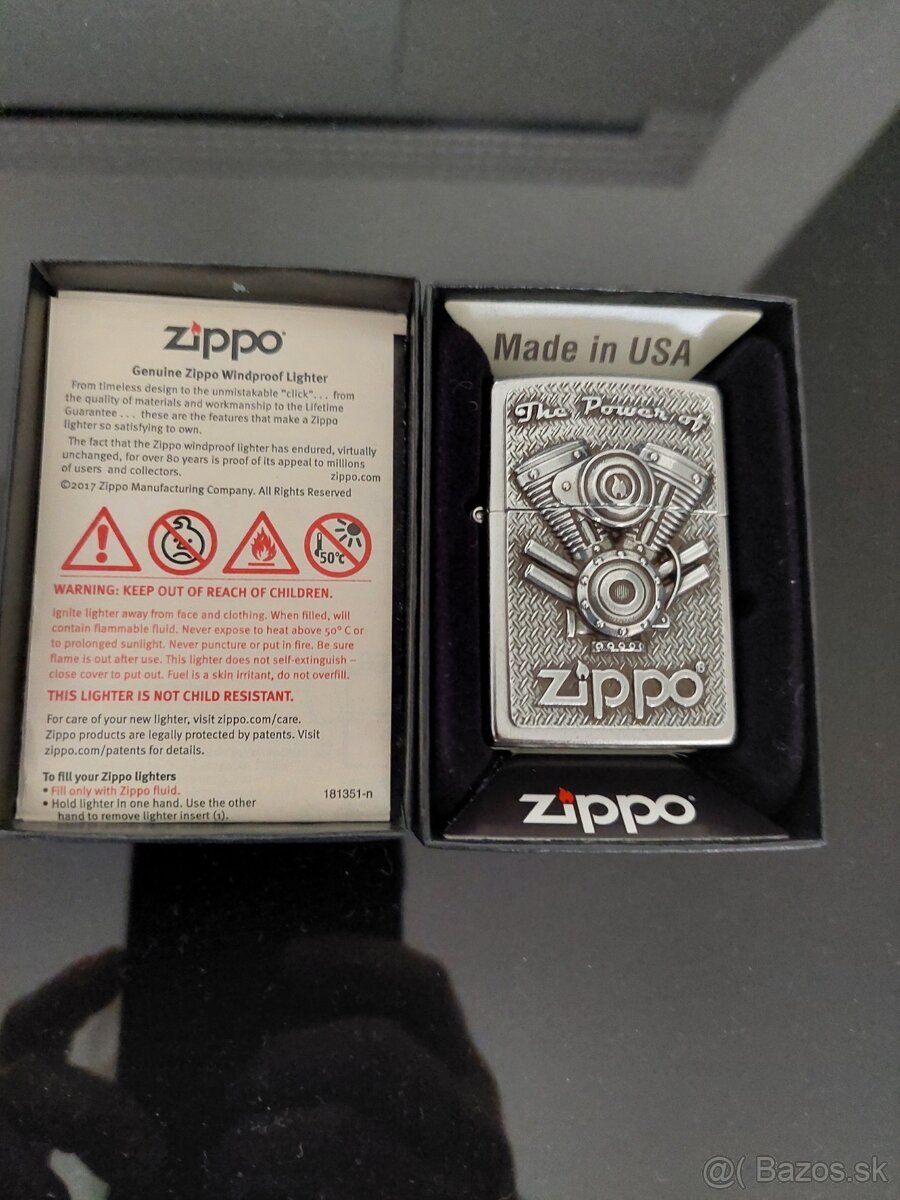 zippo
Genuine Zippo Windproof Lighter
From timeless design to the unmistakable "click"... from
the quality of materials and workmanship to the Lifetime
Guarantee ... these are the features that make a Zippo
lighter so satisfying to own.
The fact that the Zippo windproof lighter has endured, virtually
unchanged, for over 80 years is proof of its appeal to millions
of users and collectors.
zippo.com
©2017 Zippo Manufacturing Company. All Rights Reserved
50°C
WARNING: KEEP OUT OF REACH OF CHILDREN.
Ignite lighter away from face and clothing. When filled, will
contain flammable fluid. Never expose to heat above 50° C or
to prolonged sunlight. Never puncture or put in fire. Be sure
flame is out after use. This lighter does not self-extinguish –
close cover to put out. Fuel is a skin irritant, do not overfill.
THIS LIGHTER IS NOT CHILD RESISTANT.
For care of your new lighter, visit zippo.com/care.
Zippo products are legally protected by patents. Visit
zippo.com/patents for details.
To fill your Zippo lighters
• Fill only with Zippo fluid.
• Hold lighter in one hand. Use the other
hand to remove lighter insert (1).
181351-n
Made in USA
The Power of
Zippo®
zippo
@( Bazos.sk